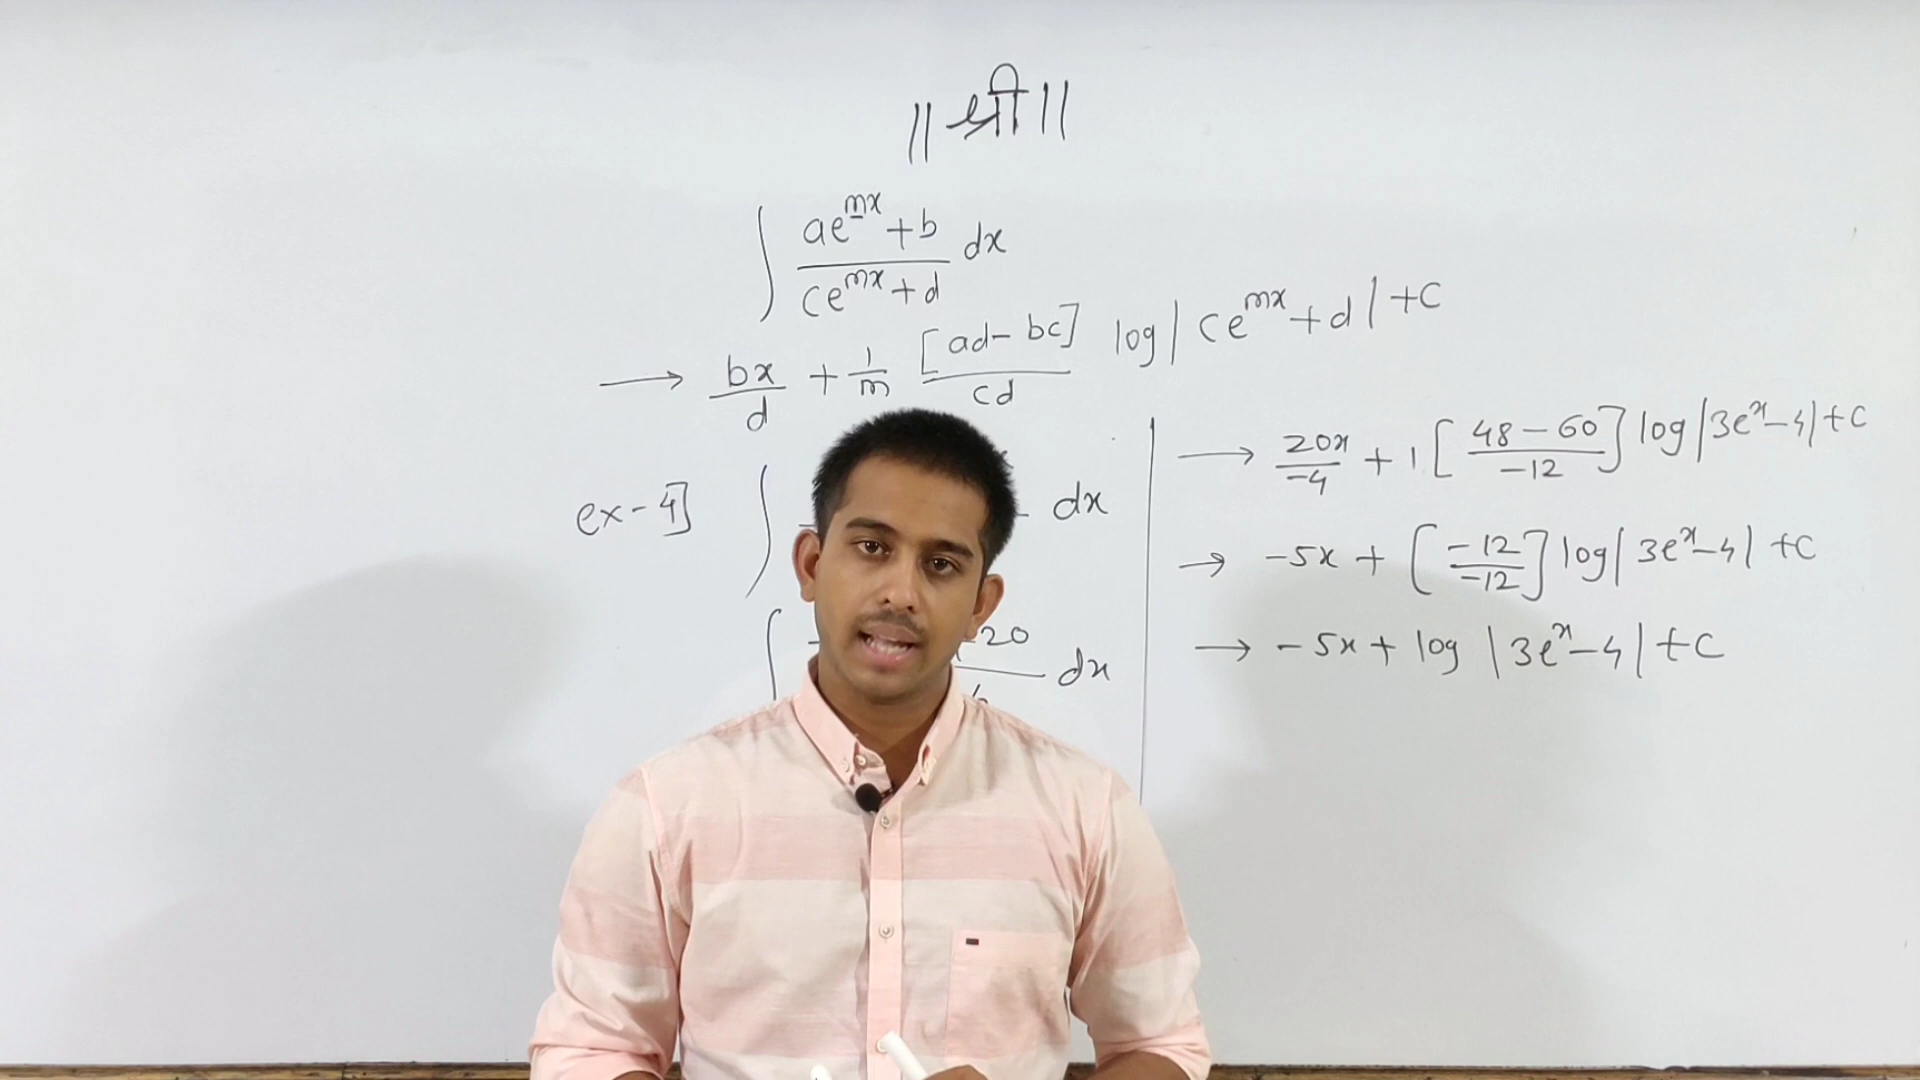 ॥ श्री ॥
∫ (ae^{mx} + b)/(ce^{mx} + d) dx
→ bx/d + 1/m [ad - bc]/cd log|ce^{mx} + d| + C
ex-4] ∫ dx
∫ -20 dx
→ 20x/-4 + 1 [48 - 60/-12] log|3e^x - 4| + C
→ -5x + [-12/-12] log|3e^x - 4| + C
→ -5x + log |3e^x - 4| + C